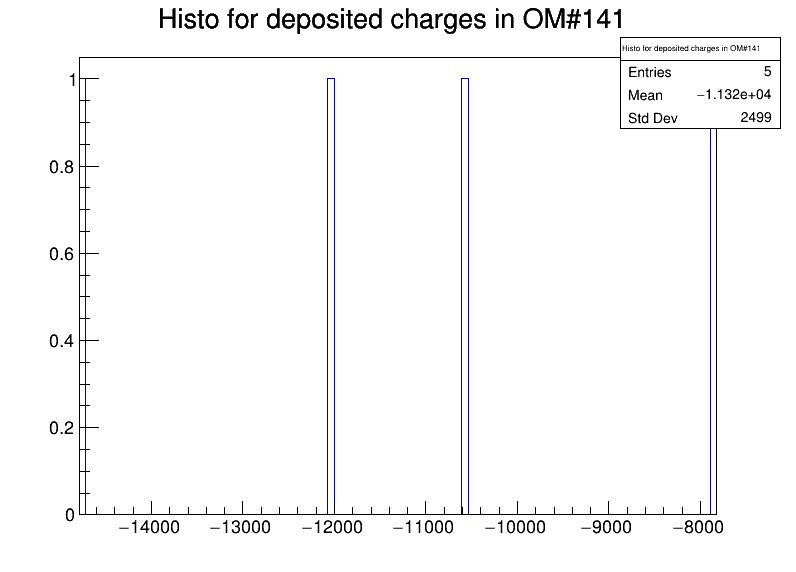 Histo for deposited charges in OM#141
Histo for deposited charges in OM#141
Entries 5
Mean −1.132e+04
Std Dev 2499
1
0.8
0.6
0.4
0.2
0
−14000 −13000 −12000 −11000 −10000 −9000 −8000